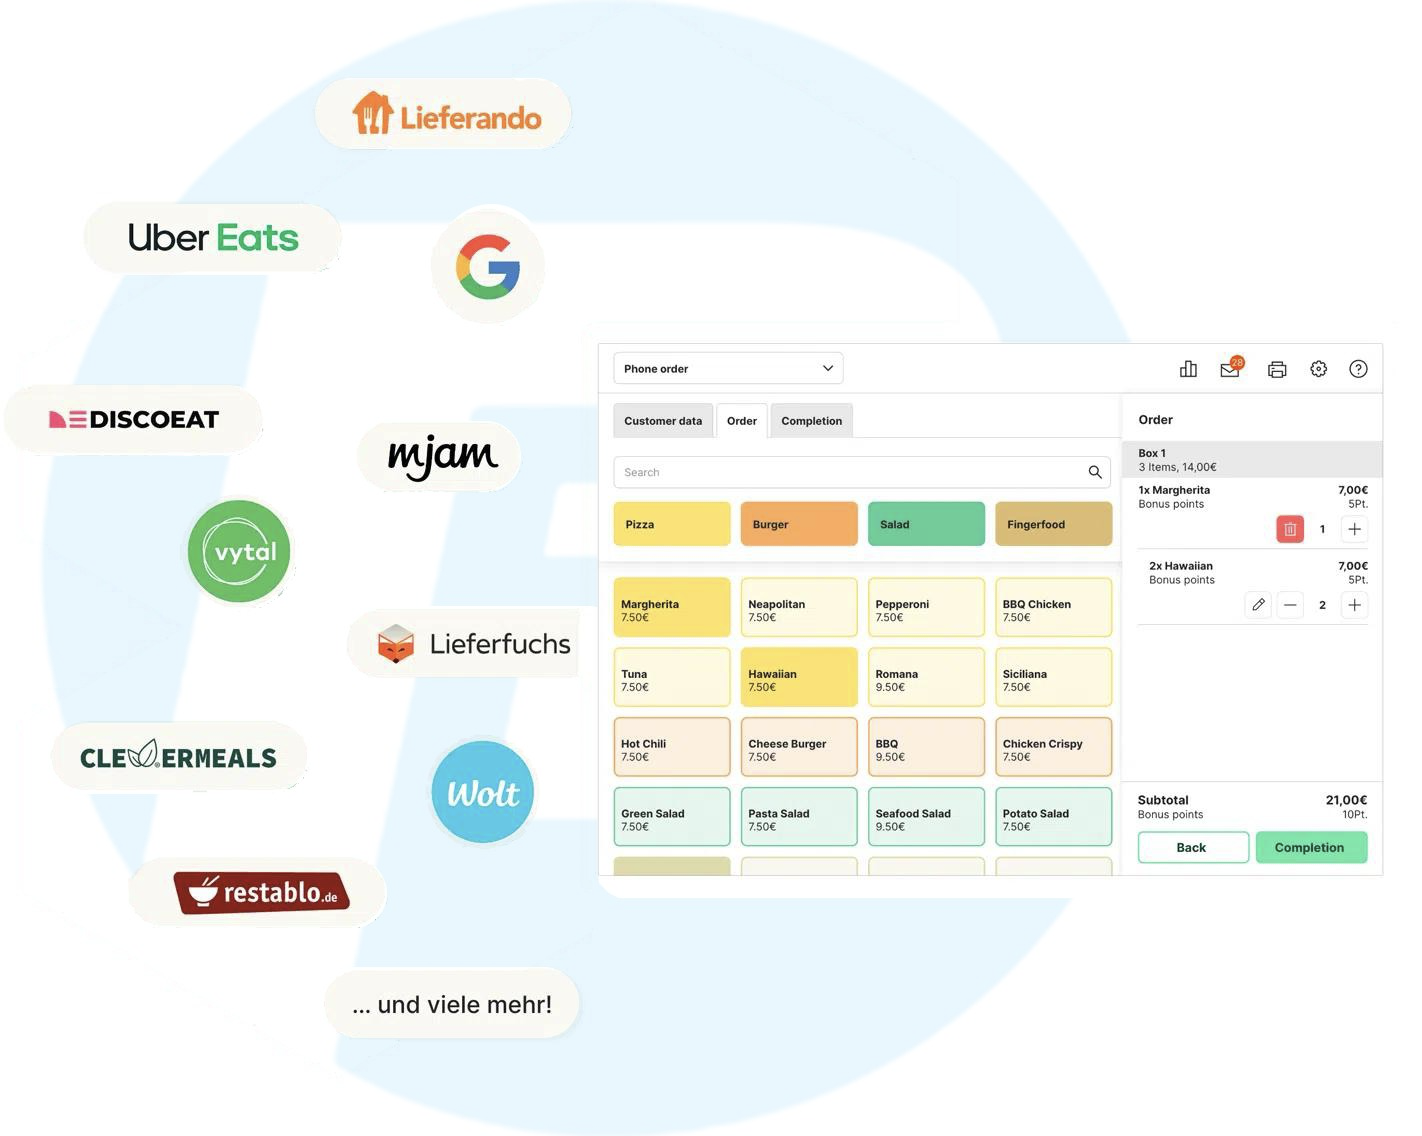 Lieferando
Uber Eats
G
DISCOEAT
mjam
vytal
Lieferfuchs
CLEVERMEALS
Wolt
restablo.de
... und viele mehr!
Phone order
28
Customer data
Order
Completion
Search
Pizza
Burger
Salad
Fingerfood
Margherita
7.50€
Neapolitan
7.50€
Pepperoni
7.50€
BBQ Chicken
7.50€
Tuna
7.50€
Hawaiian
7.50€
Romana
9.50€
Siciliana
7.50€
Hot Chili
7.50€
Cheese Burger
7.50€
BBQ
9.50€
Chicken Crispy
7.50€
Green Salad
7.50€
Pasta Salad
7.50€
Seafood Salad
9.50€
Potato Salad
7.50€
Order
Box 1
3 Items, 14,00€
1x Margherita 7,00€
Bonus points 5Pt.
1
2x Hawaiian 7,00€
Bonus points 5Pt.
2
Subtotal 21,00€
Bonus points 10Pt.
Back
Completion